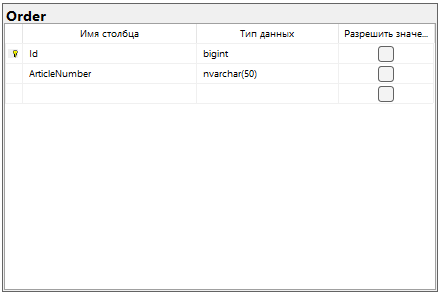 Order
Имя столбца Тип данных Разрешить значе...
Id bigint
ArticleNumber nvarchar(50)